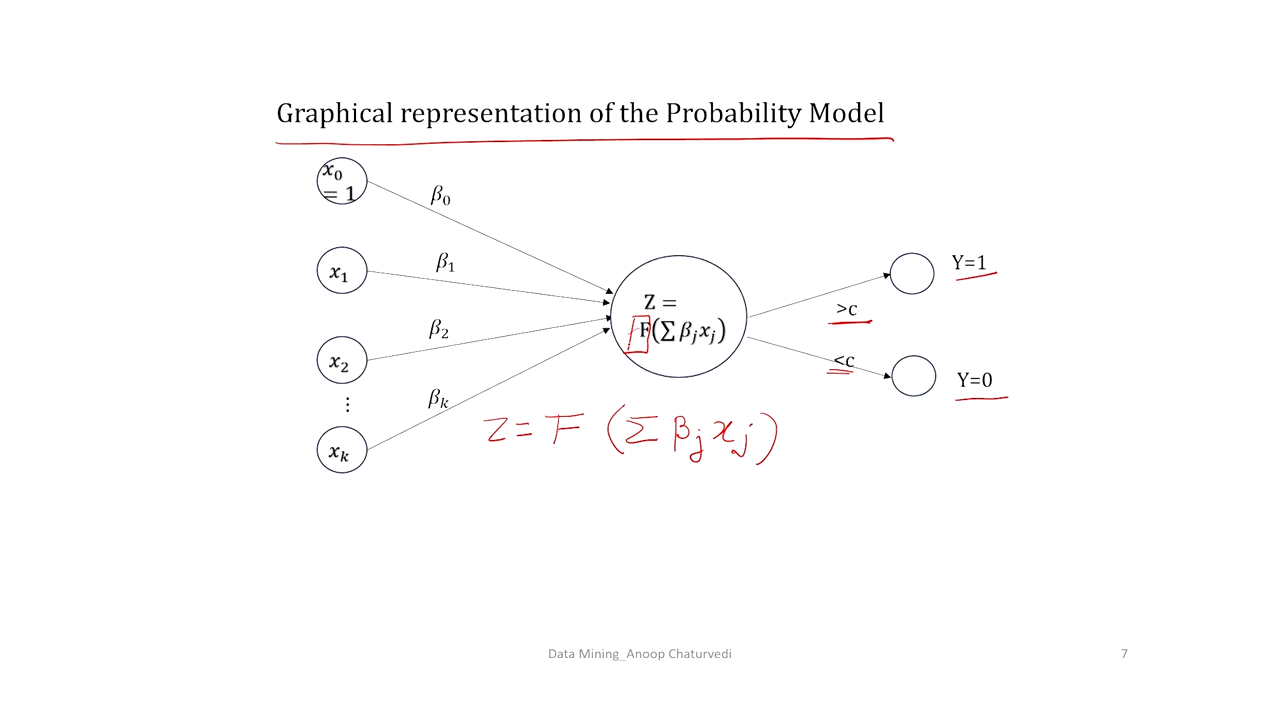 Graphical representation of the Probability Model
x₀
= 1
β₀
x₁
β₁
x₂
β₂
⋮
xₖ
βₖ
Z =
F(∑ βⱼxⱼ)
>c
<c
Y=1
Y=0
Z = F (Σ βⱼ xⱼ)
Data Mining_Anoop Chaturvedi
7